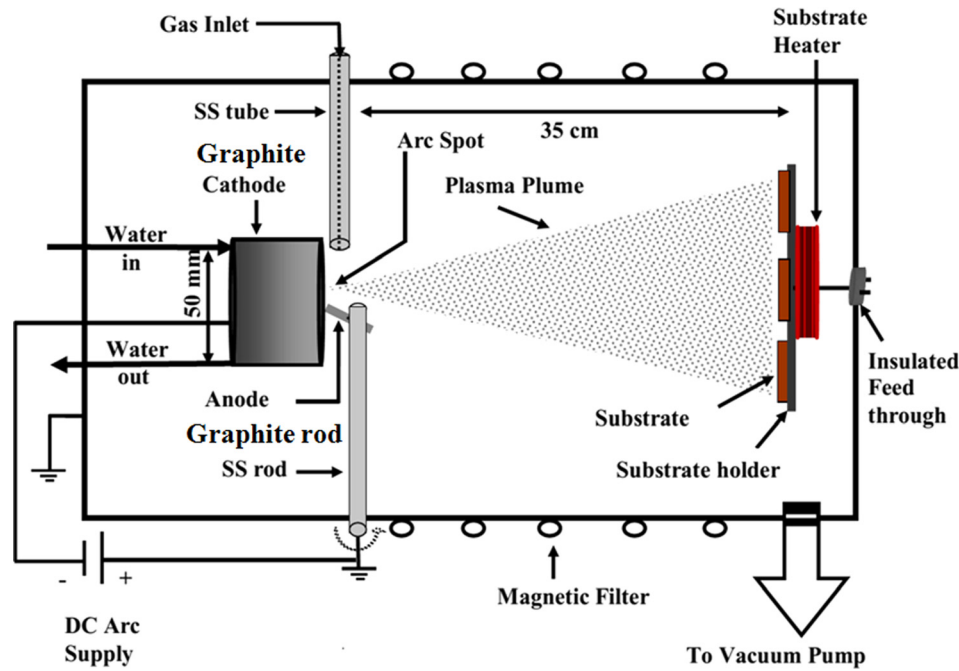 Gas Inlet
Substrate
Heater
SS tube
35 cm
Arc Spot
Graphite
Cathode
Plasma Plume
Water
in
50 mm
Water
out
Anode
Graphite rod
SS rod
Insulated
Feed
through
Substrate
Substrate holder
Magnetic Filter
- +
DC Arc
Supply
To Vacuum Pump